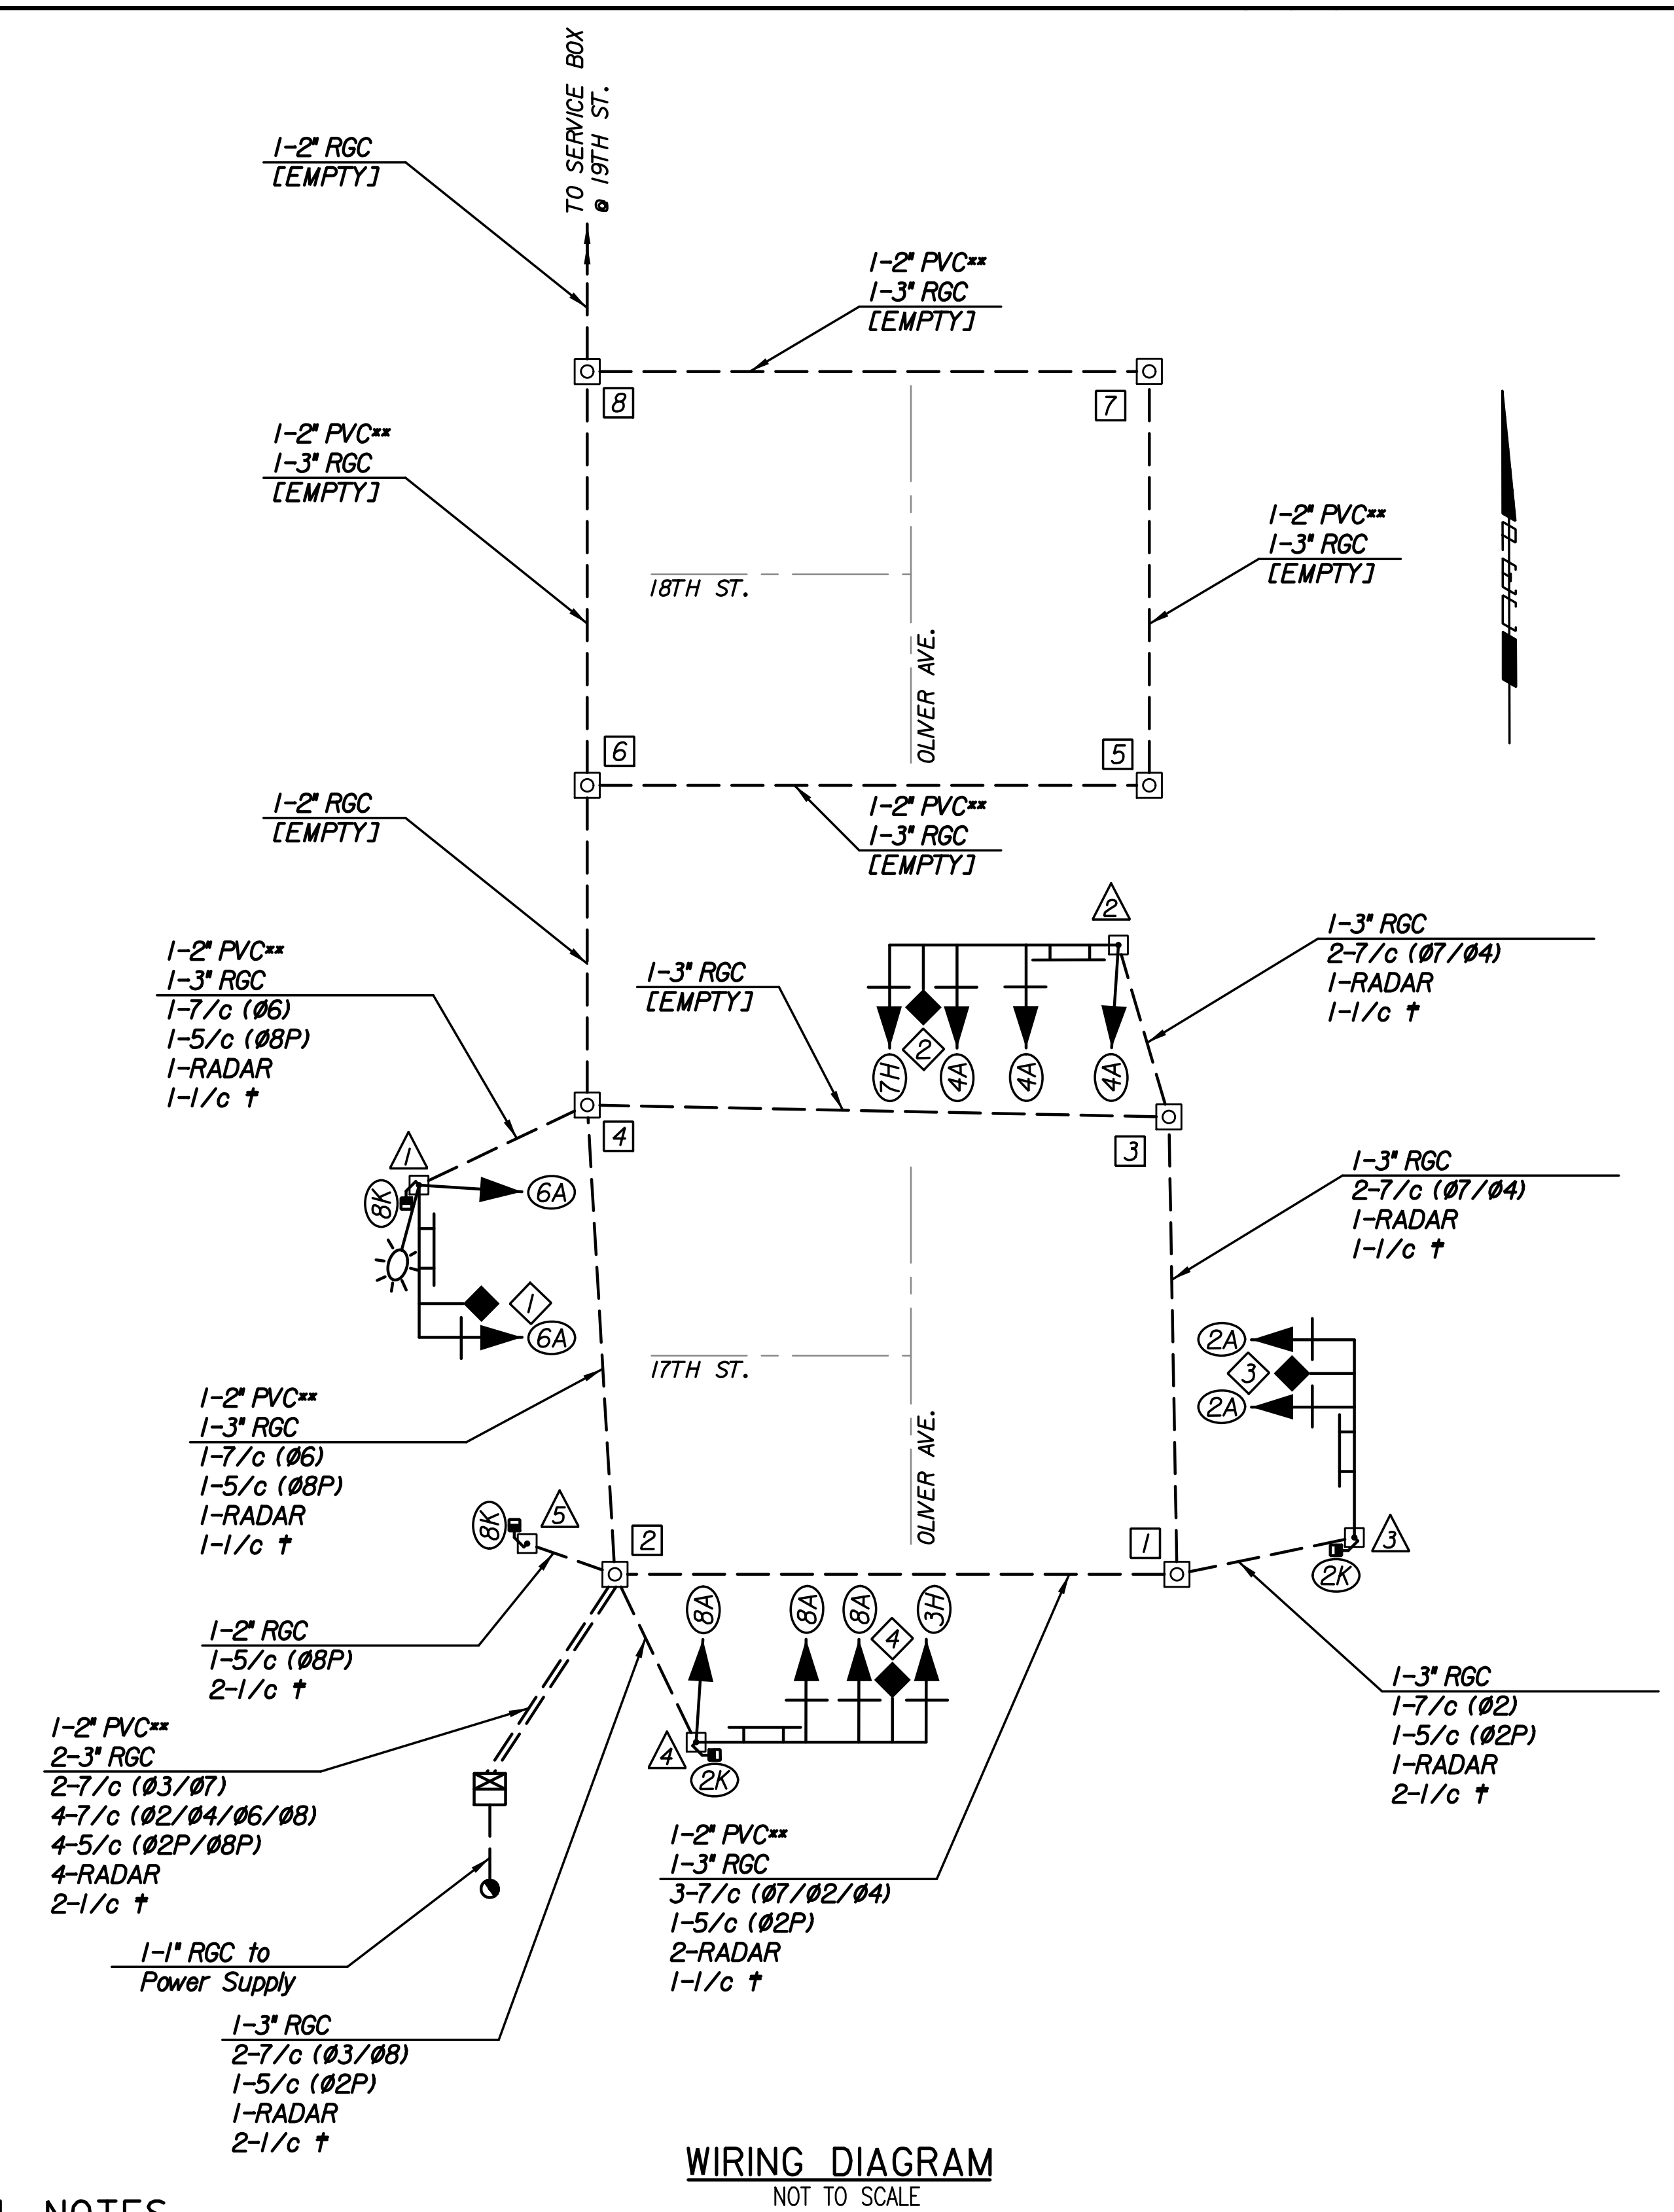 TO SERVICE BOX
@ 19TH ST.
1-2" RGC
[EMPTY]
1-2" PVC**
1-3" RGC
[EMPTY]
8
7
1-2" PVC**
1-3" RGC
[EMPTY]
1-2" PVC**
1-3" RGC
[EMPTY]
18TH ST.
OLIVER AVE.
6
5
1-2" RGC
[EMPTY]
1-2" PVC**
1-3" RGC
[EMPTY]
2
1-3" RGC
2-7/c (Ø7/Ø4)
1-RADAR
1-1/c †
1-2" PVC**
1-3" RGC
1-7/c (Ø6)
1-5/c (Ø8P)
1-RADAR
1-1/c †
1-3" RGC
[EMPTY]
7H
2
4A
4A
4A
4
3
1
8K
6A
1
6A
1-3" RGC
2-7/c (Ø7/Ø4)
1-RADAR
1-1/c †
17TH ST.
OLIVER AVE.
2A
3
2A
1-2" PVC**
1-3" RGC
1-7/c (Ø6)
1-5/c (Ø8P)
1-RADAR
1-1/c †
8K
5
2
1
3
2K
8A
8A
8A
4
3H
1-2" RGC
1-5/c (Ø8P)
2-1/c †
4
2K
1-3" RGC
1-7/c (Ø2)
1-5/c (Ø2P)
1-RADAR
2-1/c †
1-2" PVC**
2-3" RGC
2-7/c (Ø3/Ø7)
4-7/c (Ø2/Ø4/Ø6/Ø8)
4-5/c (Ø2P/Ø8P)
4-RADAR
2-1/c †
1-2" PVC**
1-3" RGC
3-7/c (Ø7/Ø2/Ø4)
1-5/c (Ø2P)
2-RADAR
1-1/c †
1-1" RGC to
Power Supply
1-3" RGC
2-7/c (Ø3/Ø8)
1-5/c (Ø2P)
1-RADAR
2-1/c †
WIRING DIAGRAM
NOT TO SCALE
NOTES